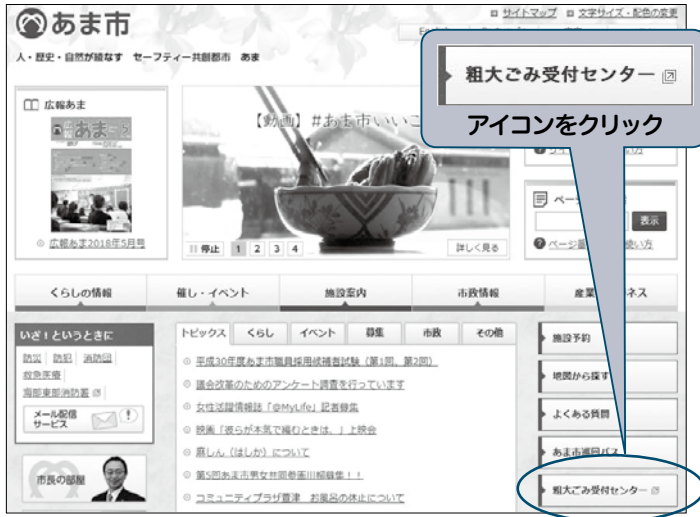 サイトマップ 文字サイズ・配色の変更
あま市
人・歴史・自然が綾なす セーフティー共創都市 あま
粗大ごみ受付センター
アイコンをクリック
広報あま
【動画】#あま市いいこ
広報あま2018年5月号
停止 1 2 3 4 詳しく見る
表示
くらしの情報 催し・イベント 施設案内 市政情報
いざ!というときに
防災 防犯 消防団
救急医療
海部東部消防署
メール配信
サービス
市長の部屋
トピックス くらし イベント 募集 市政 その他
平成30年度あま市職員採用候補者試験(第1回、第2回)
議会改革のためのアンケート調査を行っています
女性活躍情報誌「@MyLife」記者募集
映画「彼らが本気で編むときは、」上映会
麻しん(はしか)について
第5回あま市男女共同参画川柳募集!!
コミュニティプラザ萱津 お風呂の休止について
施設予約
地図から探す
よくある質問
あま市巡回バス
粗大ごみ受付センター